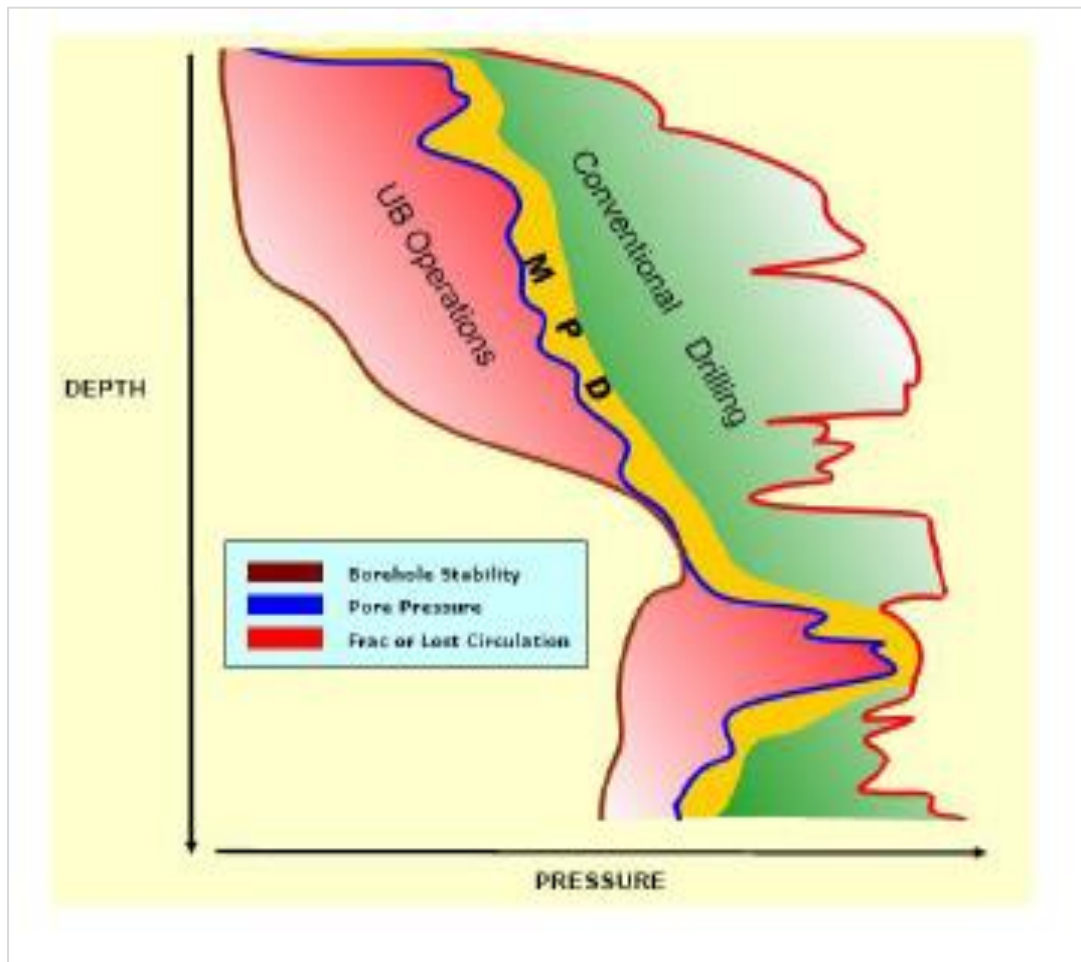 UB Operations
M P D
Conventional Drilling
DEPTH
Borehole Stability
Pore Pressure
Frac or Lost Circulation
PRESSURE